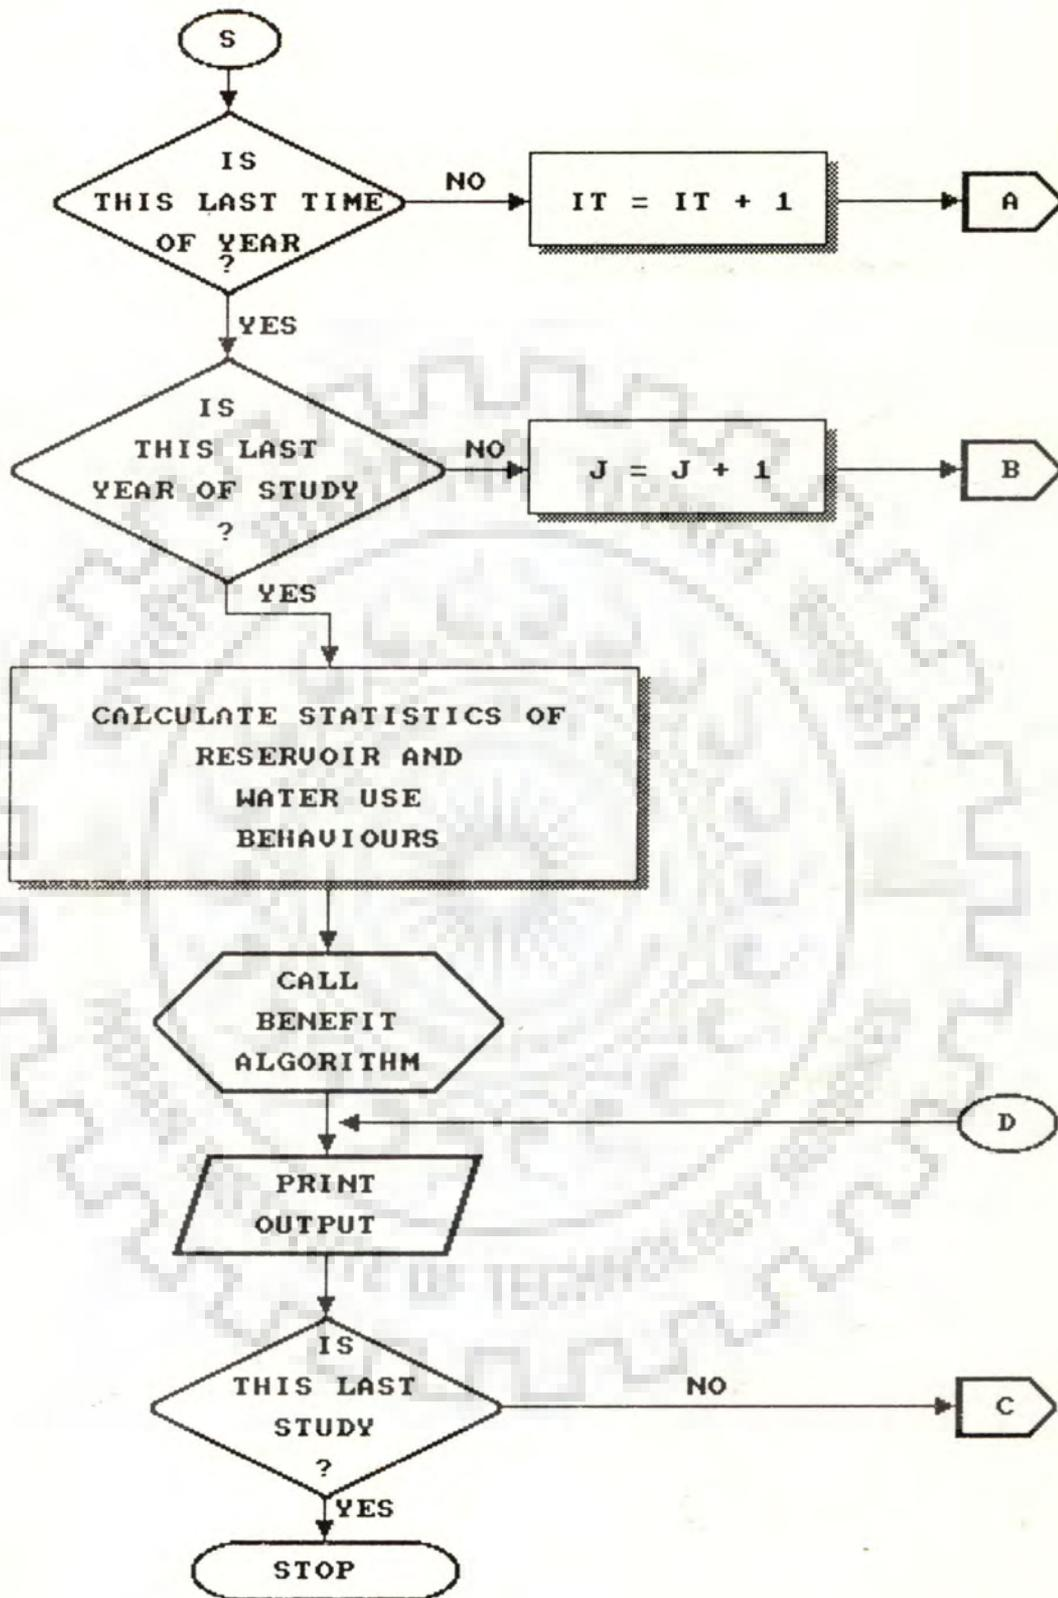 S
IS
THIS LAST TIME
OF YEAR
?
NO
IT = IT + 1
A
YES
IS
THIS LAST
YEAR OF STUDY
?
NO
J = J + 1
B
YES
CALCULATE STATISTICS OF
RESERVOIR AND
WATER USE
BEHAVIOURS
CALL
BENEFIT
ALGORITHM
D
PRINT
OUTPUT
OF TECHNOLOGY
IS
THIS LAST
STUDY
?
NO
C
YES
STOP